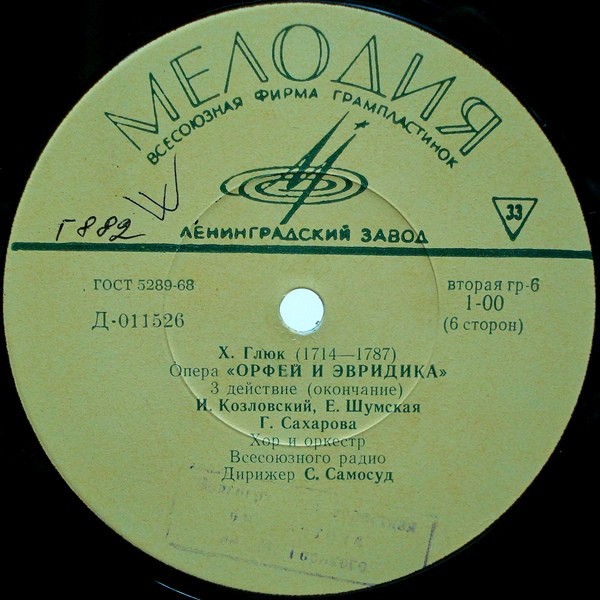 МЕЛОДИЯ
ВСЕСОЮЗНАЯ ФИРМА ГРАМПЛАСТИНОК
33
Г882
ЛЕНИНГРАДСКИЙ ЗАВОД
ГОСТ 5289-68
вторая гр-6
Д-011526
1-00
(6 сторон)
Х. Глюк (1714—1787)
Опера «ОРФЕЙ И ЭВРИДИКА»
3 действие (окончание)
И. Козловский, Е. Шумская
Г. Сахарова
Хор и оркестр
Всесоюзного радио
Дирижер С. Самосуд